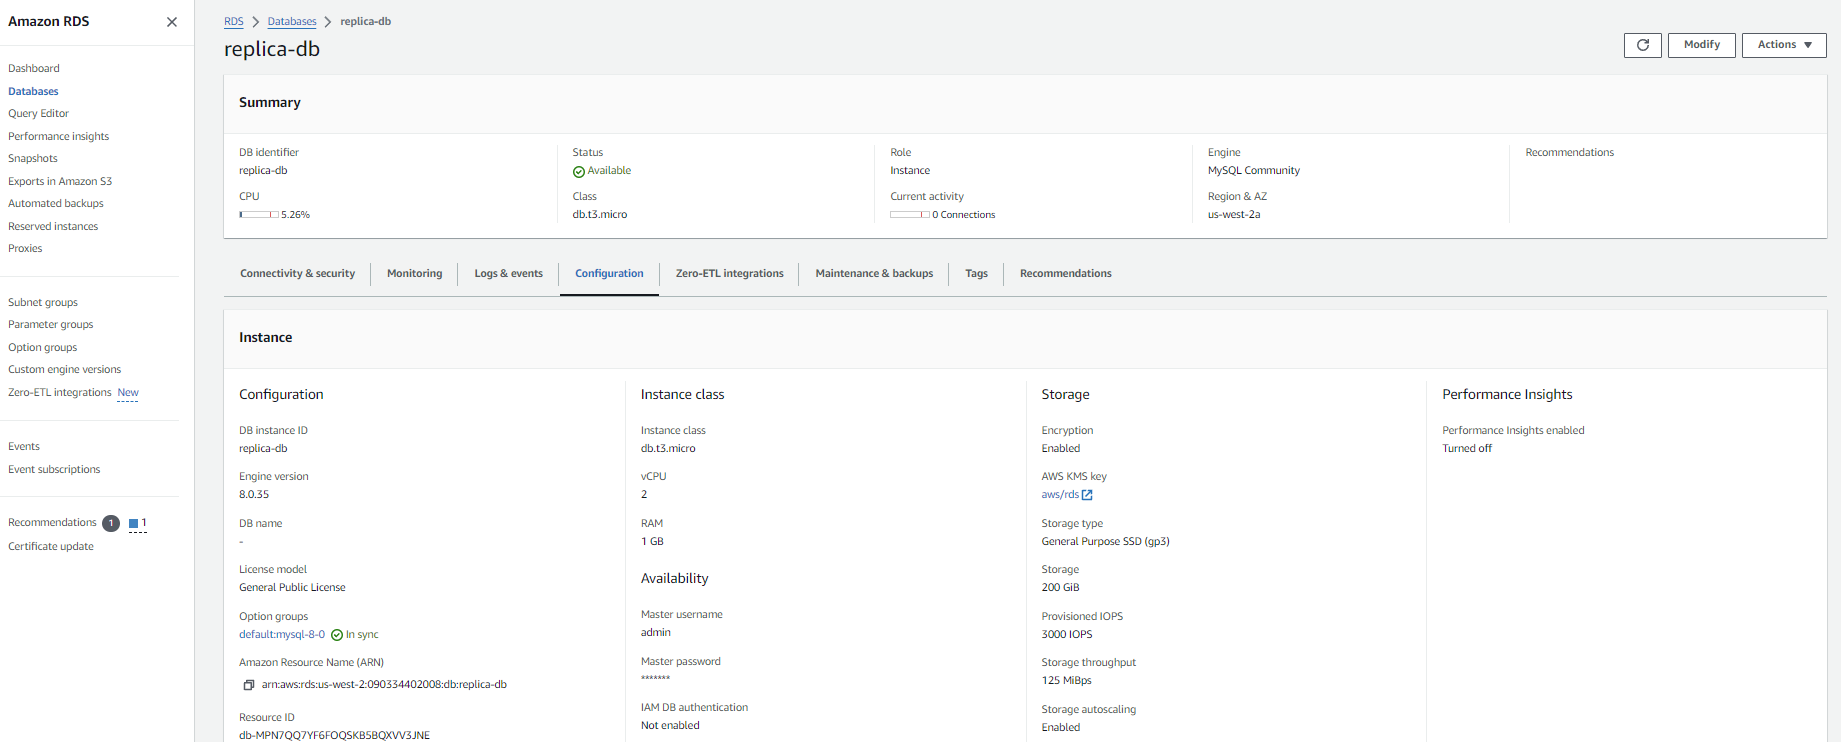 Amazon RDS
Dashboard
Databases
Query Editor
Performance insights
Snapshots
Exports in Amazon S3
Automated backups
Reserved instances
Proxies
Subnet groups
Parameter groups
Option groups
Custom engine versions
Zero-ETL integrations New
Events
Event subscriptions
Recommendations 1 1
Certificate update
RDS > Databases > replica-db
replica-db
Modify
Actions
Summary
DB identifier
replica-db
CPU
5.26%
Status
Available
Class
db.t3.micro
Role
Instance
Current activity
0 Connections
Engine
MySQL Community
Region & AZ
us-west-2a
Recommendations
Connectivity & security
Monitoring
Logs & events
Configuration
Zero-ETL integrations
Maintenance & backups
Tags
Recommendations
Instance
Configuration
DB instance ID
replica-db
Engine version
8.0.35
DB name
-
License model
General Public License
Option groups
default:mysql-8-0 In sync
Amazon Resource Name (ARN)
arn:aws:rds:us-west-2:090334402008:db:replica-db
Resource ID
db-MPN7QQ7YF6FOQSKB5BQXVV3JNE
Instance class
Instance class
db.t3.micro
vCPU
2
RAM
1 GB
Availability
Master username
admin
Master password
*******
IAM DB authentication
Not enabled
Storage
Encryption
Enabled
AWS KMS key
aws/rds
Storage type
General Purpose SSD (gp3)
Storage
200 GiB
Provisioned IOPS
3000 IOPS
Storage throughput
125 MiBps
Storage autoscaling
Enabled
Performance Insights
Performance Insights enabled
Turned off